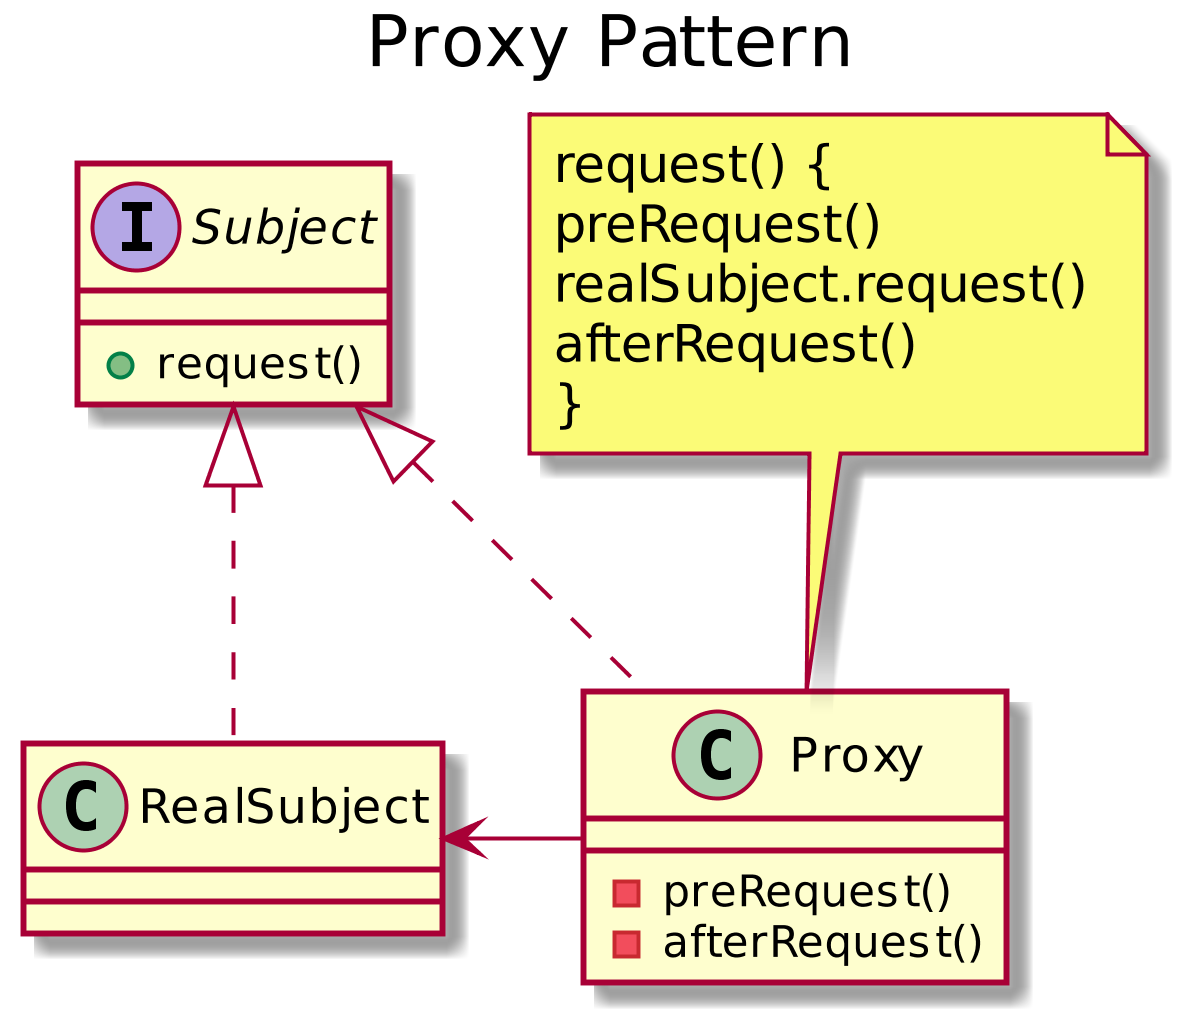 Proxy Pattern
I Subject
request()
request() {
preRequest()
realSubject.request()
afterRequest()
}
C RealSubject
C Proxy
preRequest()
afterRequest()